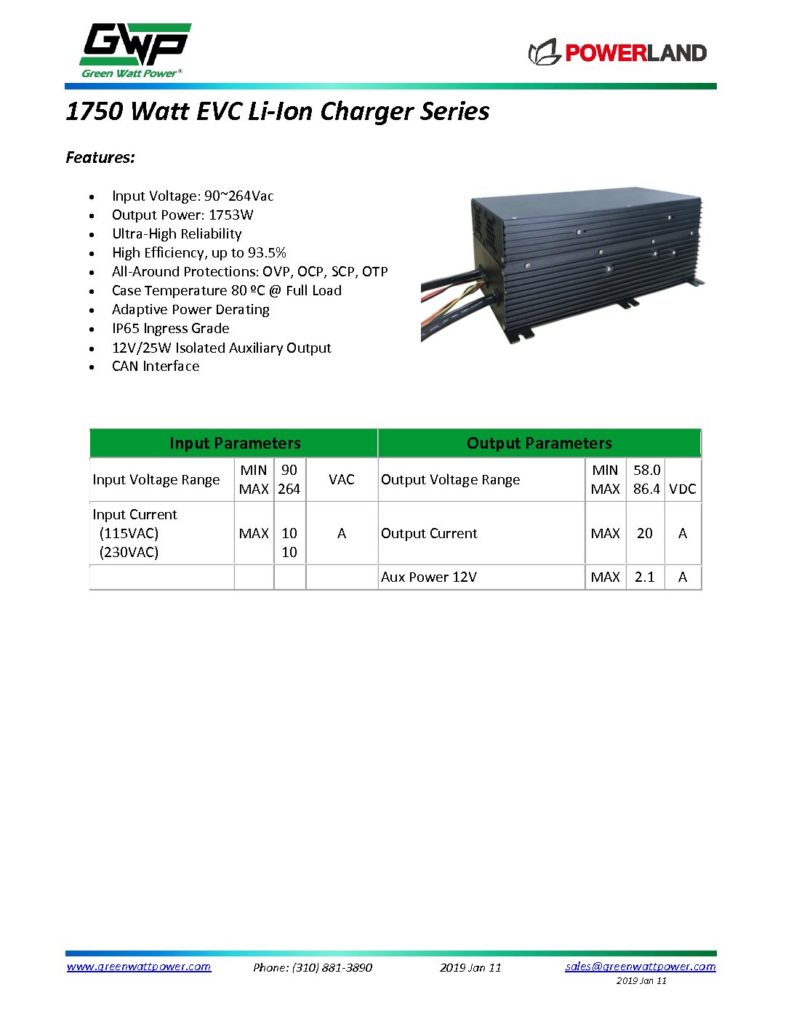 GWP
Green Watt Power®
POWERLAND
1750 Watt EVC Li-Ion Charger Series
Features:
• Input Voltage: 90~264Vac
• Output Power: 1753W
• Ultra-High Reliability
• High Efficiency, up to 93.5%
• All-Around Protections: OVP, OCP, SCP, OTP
• Case Temperature 80 ºC @ Full Load
• Adaptive Power Derating
• IP65 Ingress Grade
• 12V/25W Isolated Auxiliary Output
• CAN Interface
Input Parameters Output Parameters
Input Voltage Range MIN 90 VAC Output Voltage Range MIN 58.0
MAX 264 MAX 86.4 VDC
Input Current
(115VAC) MAX 10 A Output Current MAX 20 A
(230VAC) 10
Aux Power 12V MAX 2.1 A
www.greenwattpower.com Phone: (310) 881-3890 2019 Jan 11 sales@greenwattpower.com
2019 Jan 11